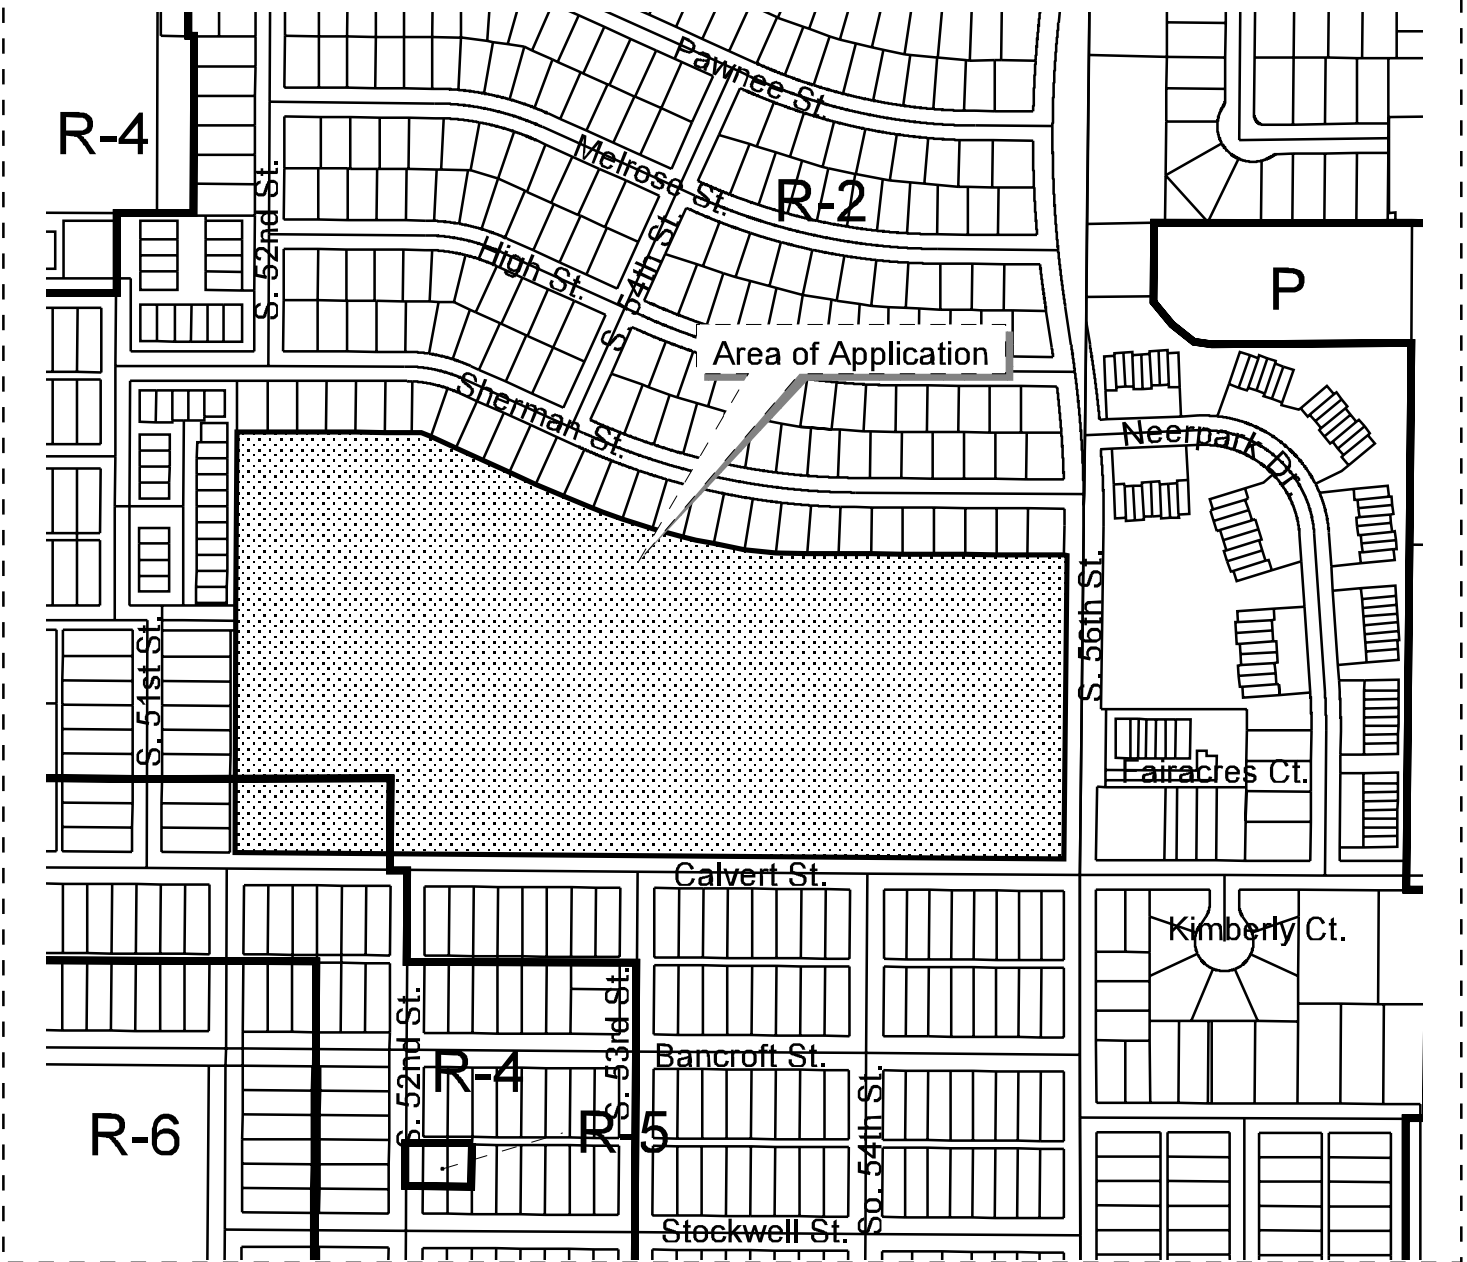 Pawnee St.
R-4
Melrose St.
R-2
S. 52nd St.
S. 54th St.
High St.
P
Area of Application
Sherman St.
Neerpark Dr.
S. 56th St.
S. 51st St.
Fairacres Ct.
Calvert St.
Kimberly Ct.
S. 52nd St.
S. 53rd St.
Bancroft St.
R-4
R-6
R-5
So. 54th St.
Stockwell St.